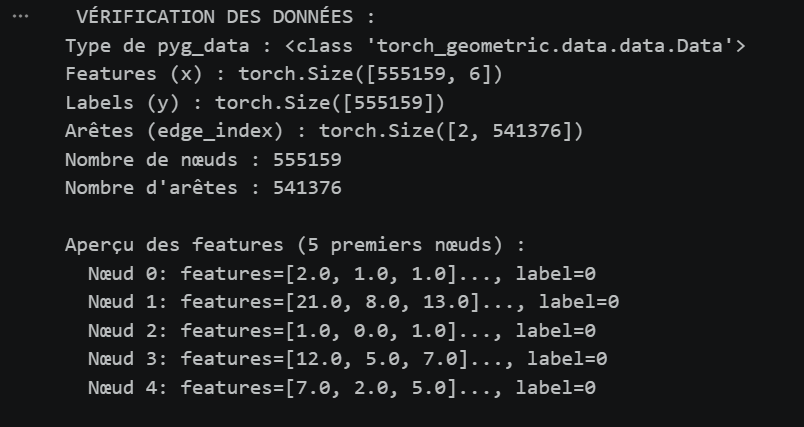 ...
VÉRIFICATION DES DONNÉES :
Type de pyg_data : <class 'torch_geometric.data.data.Data'>
Features (x) : torch.Size([555159, 6])
Labels (y) : torch.Size([555159])
Arêtes (edge_index) : torch.Size([2, 541376])
Nombre de nœuds : 555159
Nombre d'arêtes : 541376
Aperçu des features (5 premiers nœuds) :
Nœud 0: features=[2.0, 1.0, 1.0]..., label=0
Nœud 1: features=[21.0, 8.0, 13.0]..., label=0
Nœud 2: features=[1.0, 0.0, 1.0]..., label=0
Nœud 3: features=[12.0, 5.0, 7.0]..., label=0
Nœud 4: features=[7.0, 2.0, 5.0]..., label=0